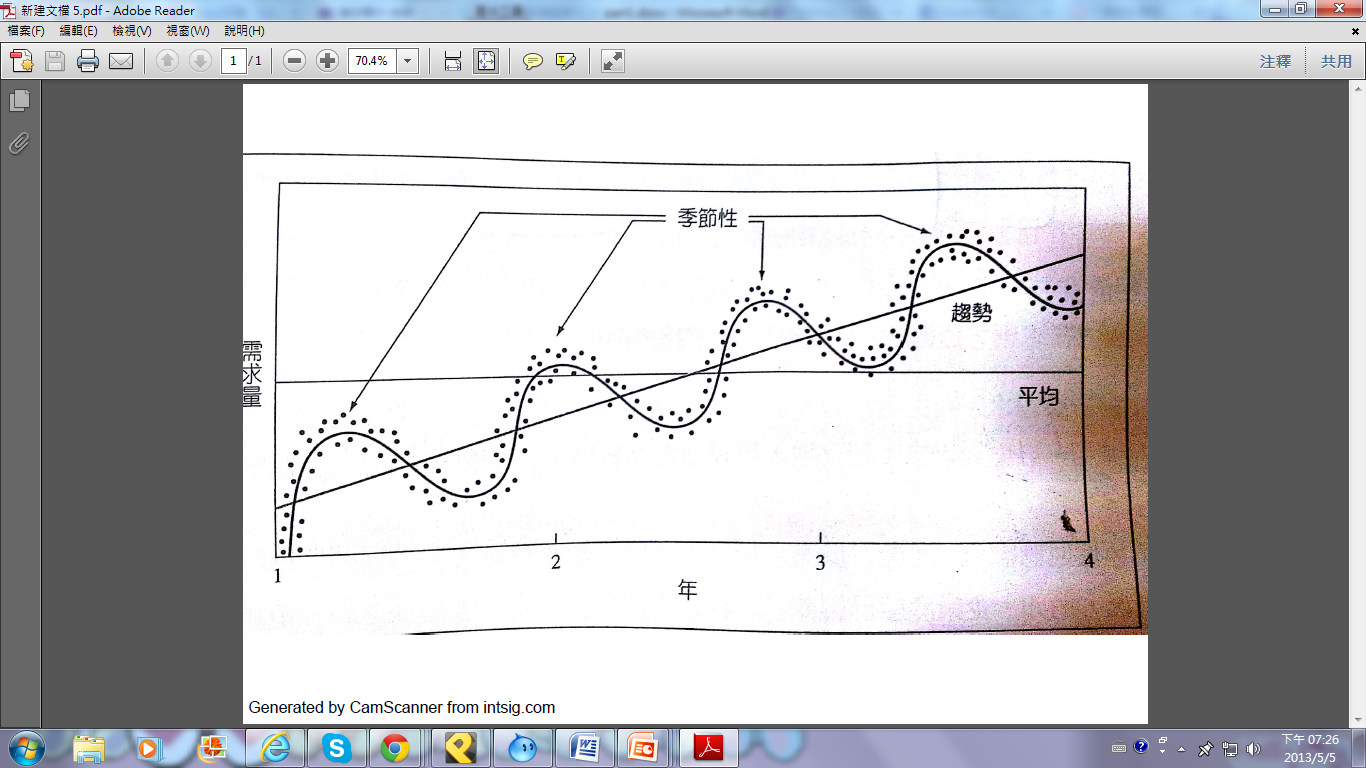 新建文檔 5.pdf - Adobe Reader
檔案(F) 編輯(E) 檢視(V) 視窗(W) 說明(H)
1 / 1
70.4%
注釋 共用
季節性
趨勢
需求量
平均
1 2 3 4
年
Generated by CamScanner from intsig.com
下午 07:26
2013/5/5